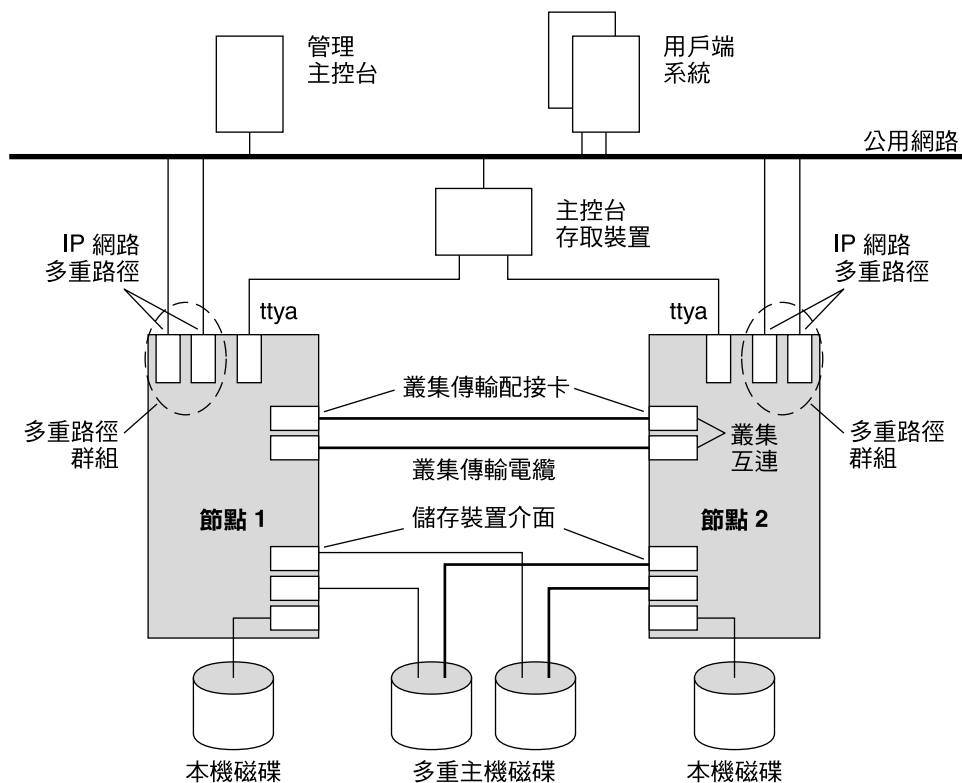 管理
主控台
用戶端
系統
公用網路
主控台
存取裝置
IP 網路
多重路徑
IP 網路
多重路徑
ttya
ttya
叢集傳輸配接卡
多重路徑
群組
叢集
互連
多重路徑
群組
叢集傳輸電纜
節點 1
儲存裝置介面
節點 2
本機磁碟
多重主機磁碟
本機磁碟